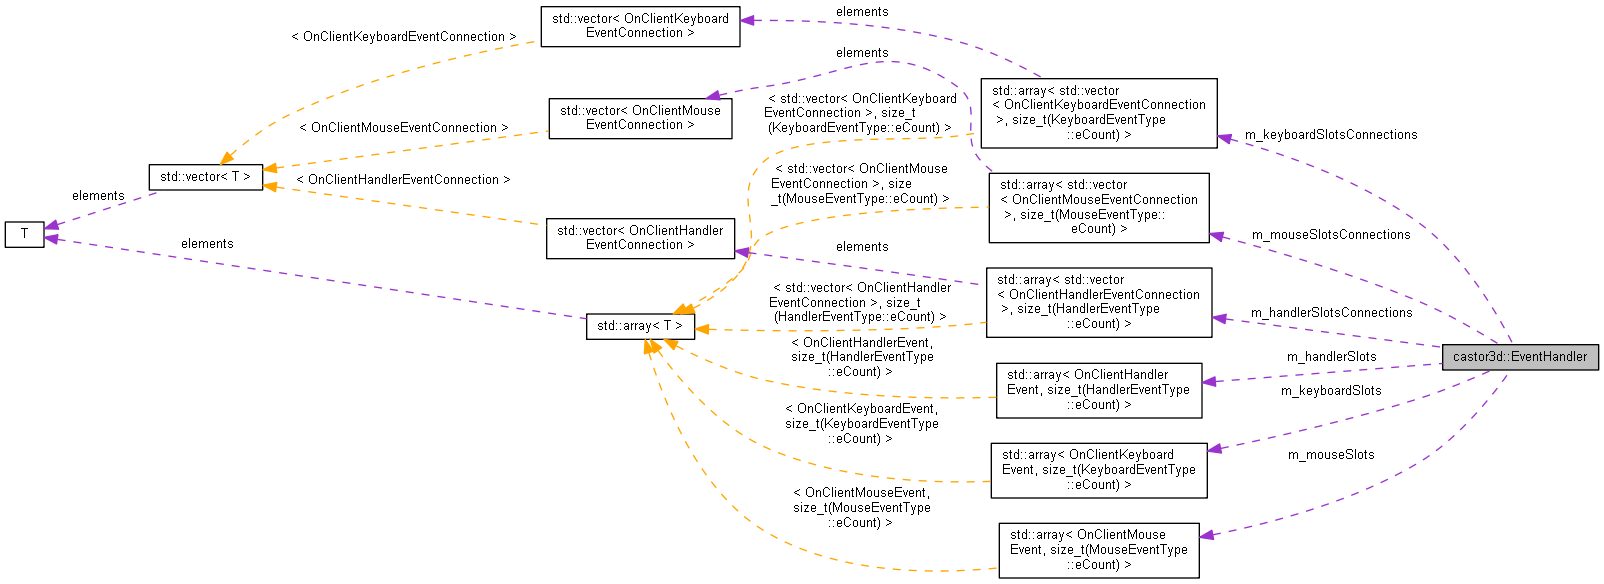 std::vector< OnClientKeyboard
EventConnection >
elements
< OnClientKeyboardEventConnection >
elements
std::array< std::vector
< OnClientKeyboardEventConnection
>, size_t(KeyboardEventType
::eCount) >
< std::vector< OnClientKeyboard
EventConnection >, size_t
(KeyboardEventType::eCount) >
std::vector< OnClientMouse
EventConnection >
< OnClientMouseEventConnection >
m_keyboardSlotsConnections
std::vector< T >
< OnClientHandlerEventConnection >
< std::vector< OnClientMouse
EventConnection >, size
_t(MouseEventType::eCount) >
std::array< std::vector
< OnClientMouseEventConnection
>, size_t(MouseEventType::
eCount) >
elements
T
elements
std::vector< OnClientHandler
EventConnection >
elements
m_mouseSlotsConnections
< std::vector< OnClientHandler
EventConnection >, size_t
(HandlerEventType::eCount) >
std::array< std::vector
< OnClientHandlerEventConnection
>, size_t(HandlerEventType
::eCount) >
m_handlerSlotsConnections
std::array< T >
< OnClientHandlerEvent,
size_t(HandlerEventType
::eCount) >
m_handlerSlots
castor3d::EventHandler
std::array< OnClientHandler
Event, size_t(HandlerEventType
::eCount) >
m_keyboardSlots
< OnClientKeyboardEvent,
size_t(KeyboardEventType
::eCount) >
std::array< OnClientKeyboard
Event, size_t(KeyboardEventType
::eCount) >
m_mouseSlots
< OnClientMouseEvent,
size_t(MouseEventType
::eCount) >
std::array< OnClientMouse
Event, size_t(MouseEventType
::eCount) >